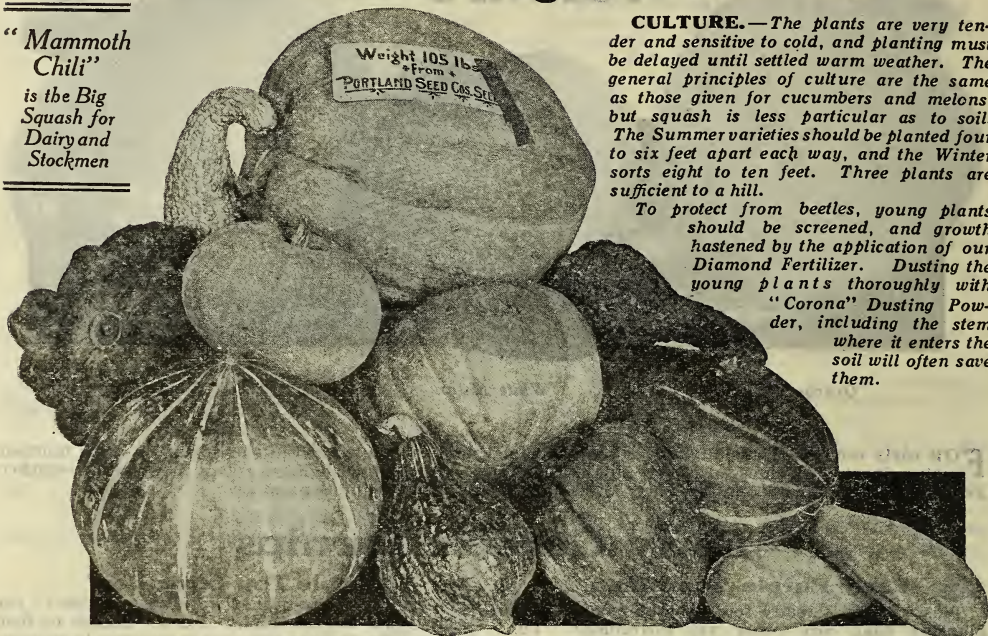 “ Mammoth
Chili”
is the Big
Squash for
Dairy and
Stockmen
Weight 105 lbs
From
PORTLAND SEED COS. SEED
CULTURE.—The plants are very ten-
der and sensitive to cold, and planting must
be delayed until settled warm weather. The
general principles of culture are the same
as those given for cucumbers and melons
but squash is less particular as to soil.
The Summer varieties should be planted four
to six feet apart each way, and the Winter
sorts eight to ten feet. Three plants are
sufficient to a hill.
To protect from beetles, young plants
should be screened, and growth
hastened by the application of our
Diamond Fertilizer. Dusting the
young plants thoroughly with
“Corona” Dusting Pow-
der, including the stem
where it enters the
soil will often save
them.